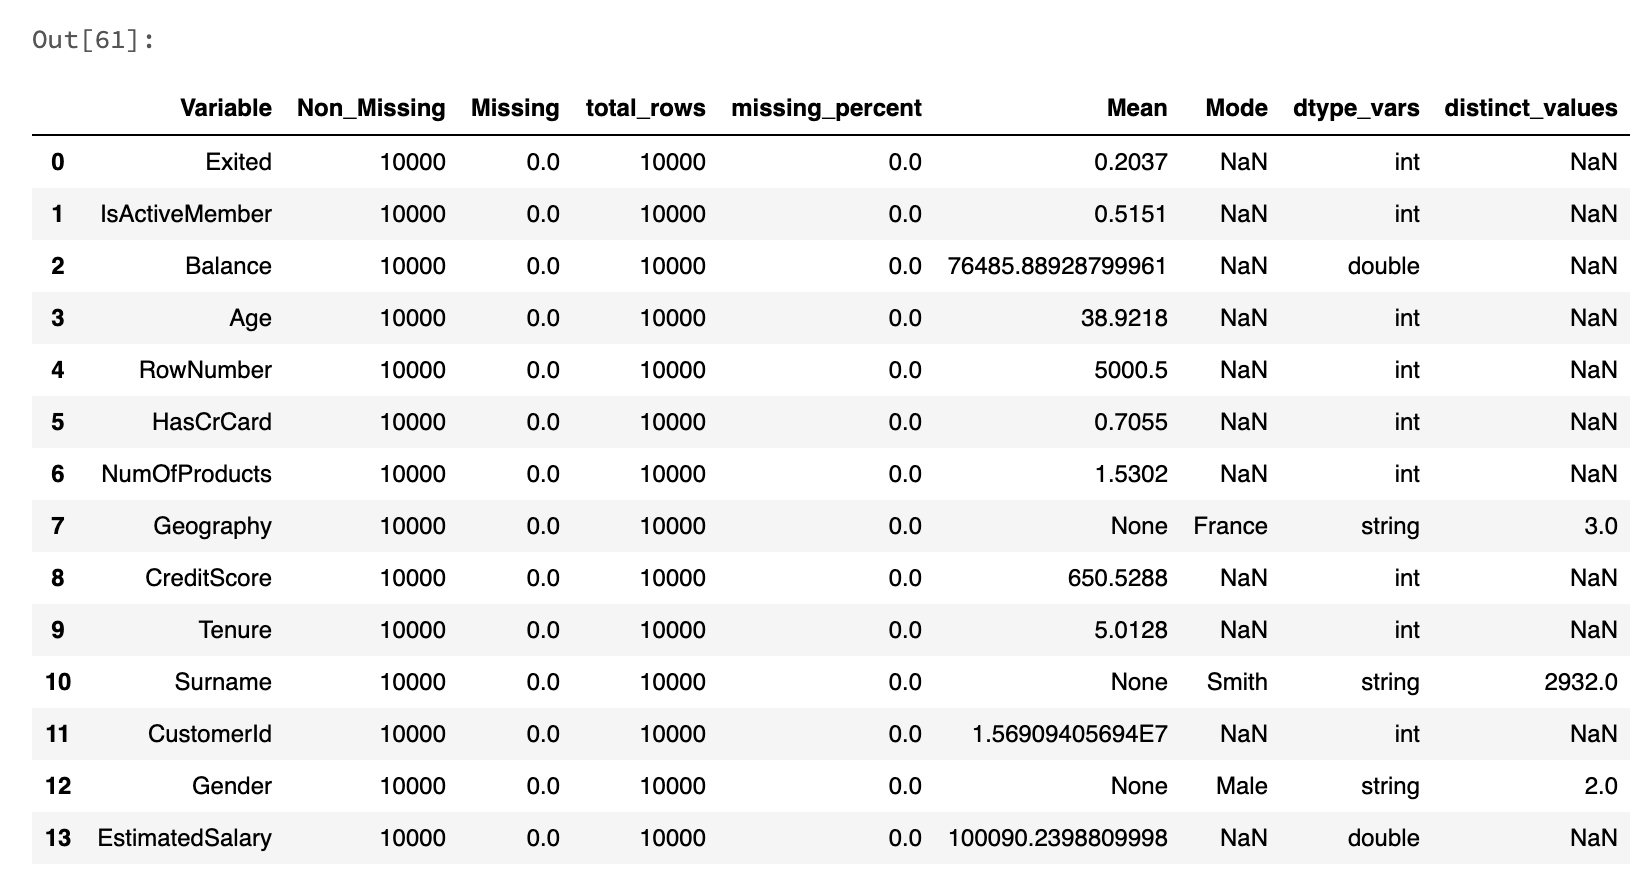 Out[61]:
Variable Non_Missing Missing total_rows missing_percent Mean Mode dtype_vars distinct_values
0 Exited 10000 0.0 10000 0.0 0.2037 NaN int NaN
1 IsActiveMember 10000 0.0 10000 0.0 0.5151 NaN int NaN
2 Balance 10000 0.0 10000 0.0 76485.88928799961 NaN double NaN
3 Age 10000 0.0 10000 0.0 38.9218 NaN int NaN
4 RowNumber 10000 0.0 10000 0.0 5000.5 NaN int NaN
5 HasCrCard 10000 0.0 10000 0.0 0.7055 NaN int NaN
6 NumOfProducts 10000 0.0 10000 0.0 1.5302 NaN int NaN
7 Geography 10000 0.0 10000 0.0 None France string 3.0
8 CreditScore 10000 0.0 10000 0.0 650.5288 NaN int NaN
9 Tenure 10000 0.0 10000 0.0 5.0128 NaN int NaN
10 Surname 10000 0.0 10000 0.0 None Smith string 2932.0
11 CustomerId 10000 0.0 10000 0.0 1.56909405694E7 NaN int NaN
12 Gender 10000 0.0 10000 0.0 None Male string 2.0
13 EstimatedSalary 10000 0.0 10000 0.0 100090.2398809998 NaN double NaN